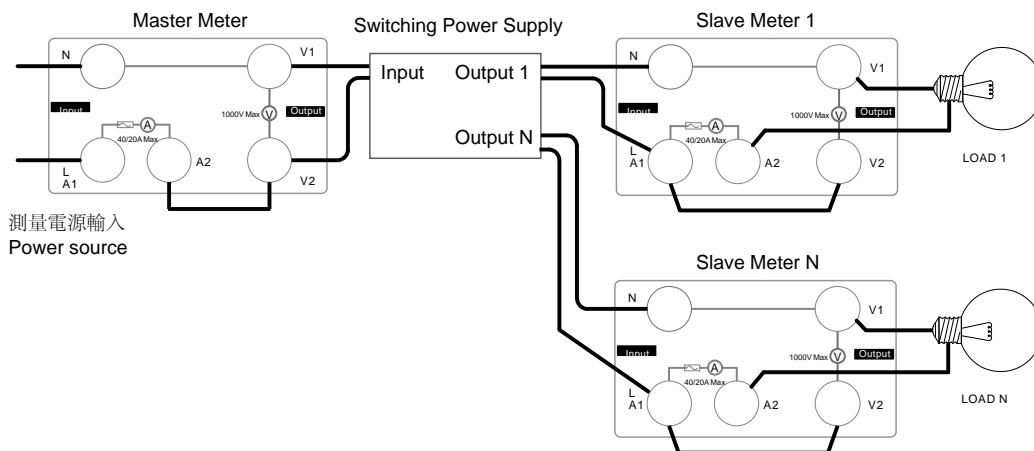 Master Meter
N
V1
Input
1000V Max
V
Output
A
40/20A Max
L
A1
A2
V2
測量電源輸入
Power source
Switching Power Supply
Input
Output 1
Output N
Slave Meter 1
N
V1
Input
1000V Max
V
Output
A
40/20A Max
L
A1
A2
V2
LOAD 1
Slave Meter N
N
V1
Input
1000V Max
V
Output
A
40/20A Max
L
A1
A2
V2
LOAD N